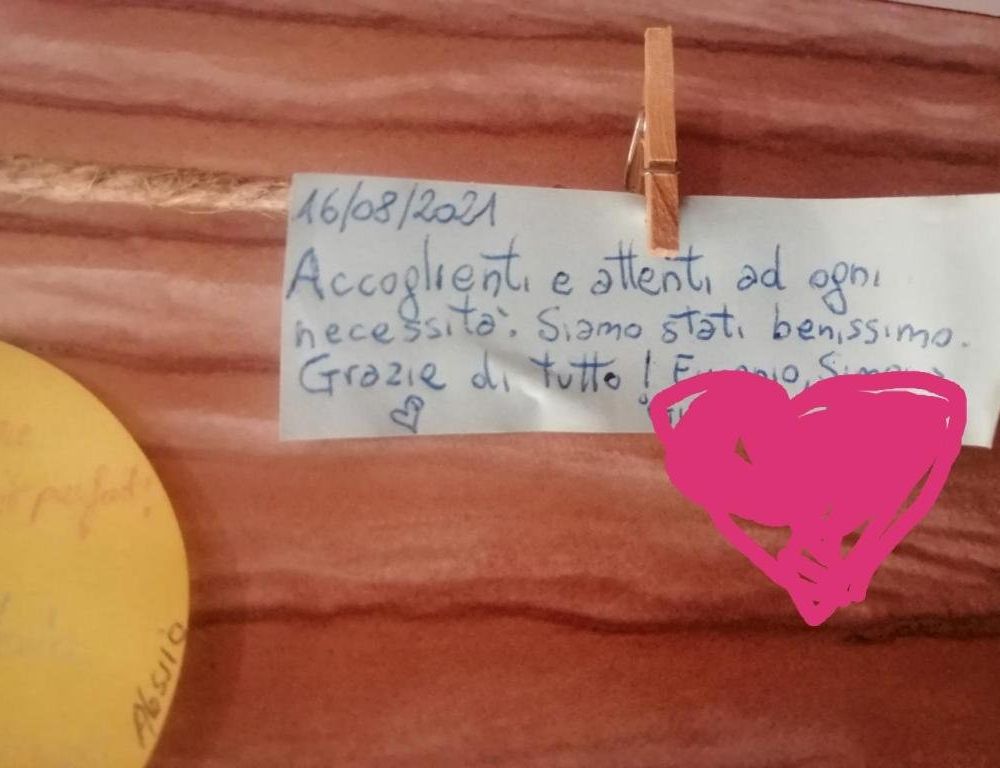 16/08/2021
Accoglienti e attenti ad ogni
necessità. Siamo stati benissimo.
Grazie di tutto!